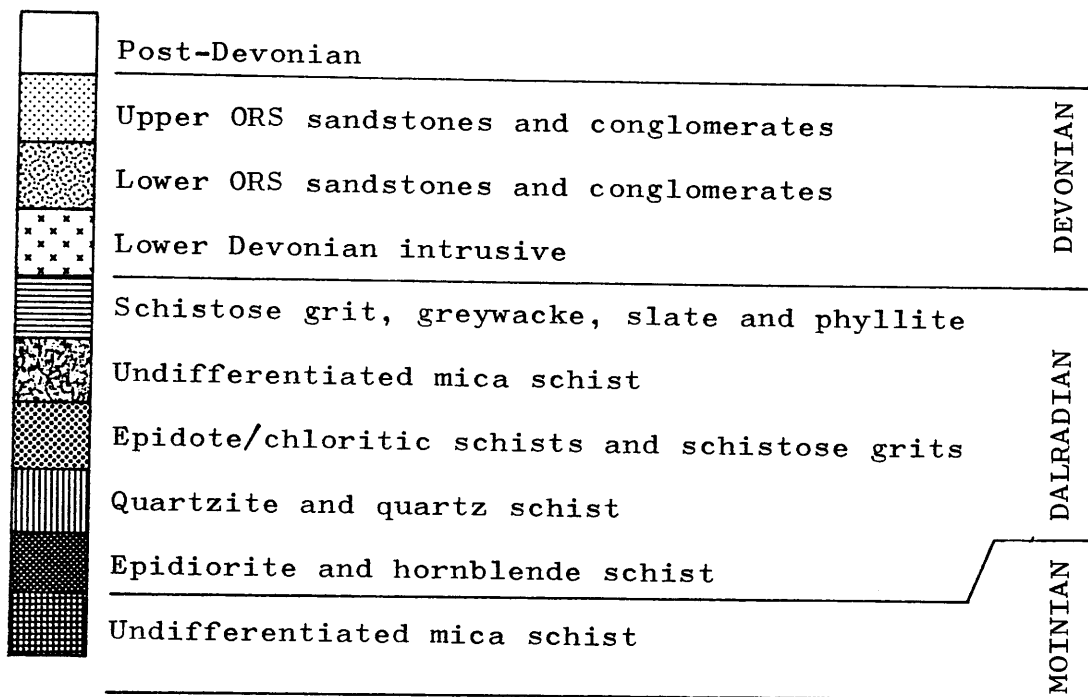 Post-Devonian
Upper ORS sandstones and conglomerates
Lower ORS sandstones and conglomerates
Lower Devonian intrusive
DEVONIAN
Schistose grit, greywacke, slate and phyllite
Undifferentiated mica schist
Epidote/chloritic schists and schistose grits
Quartzite and quartz schist
Epidiorite and hornblende schist
DALRADIAN
Undifferentiated mica schist
MOINIAN